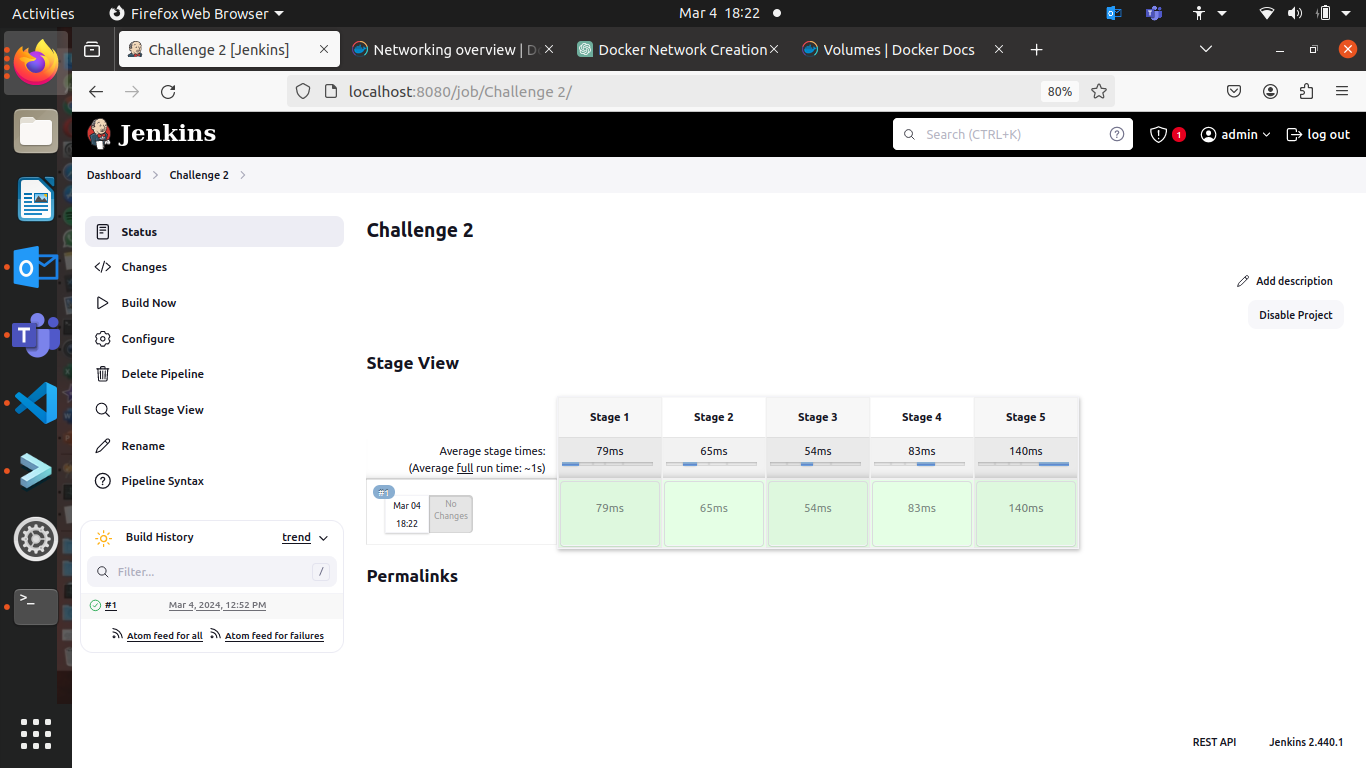 Activities
Firefox Web Browser
Mar 4 18:22
Challenge 2 [Jenkins]
Networking overview | Do
Docker Network Creation
Volumes | Docker Docs
localhost:8080/job/Challenge 2/
80%
Jenkins
Search (CTRL+K)
1
admin
log out
Dashboard
Challenge 2
Status
Changes
Build Now
Configure
Delete Pipeline
Full Stage View
Rename
Pipeline Syntax
Build History
trend
Filter...
/
#1
Mar 4, 2024, 12:52 PM
Atom feed for all
Atom feed for failures
Challenge 2
Add description
Disable Project
Stage View
Stage 1 Stage 2 Stage 3 Stage 4 Stage 5
Average stage times: 79ms 65ms 54ms 83ms 140ms
(Average full run time: ~1s)
#1
Mar 04
18:22
No
Changes
79ms 65ms 54ms 83ms 140ms
Permalinks
REST API
Jenkins 2.440.1